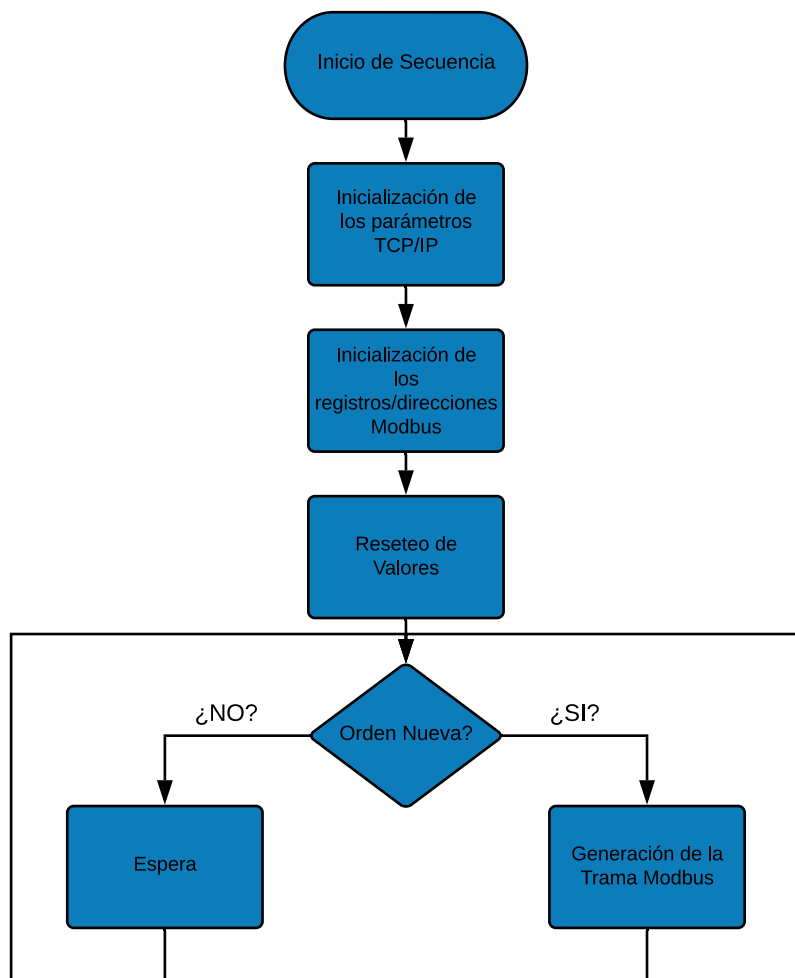 Inicio de Secuencia
Inicialización de
los parámetros
TCP/IP
Inicialización de
los
registros/direcciones
Modbus
Reseteo de
Valores
¿NO?
Orden Nueva?
¿SI?
Espera
Generación de la
Trama Modbus